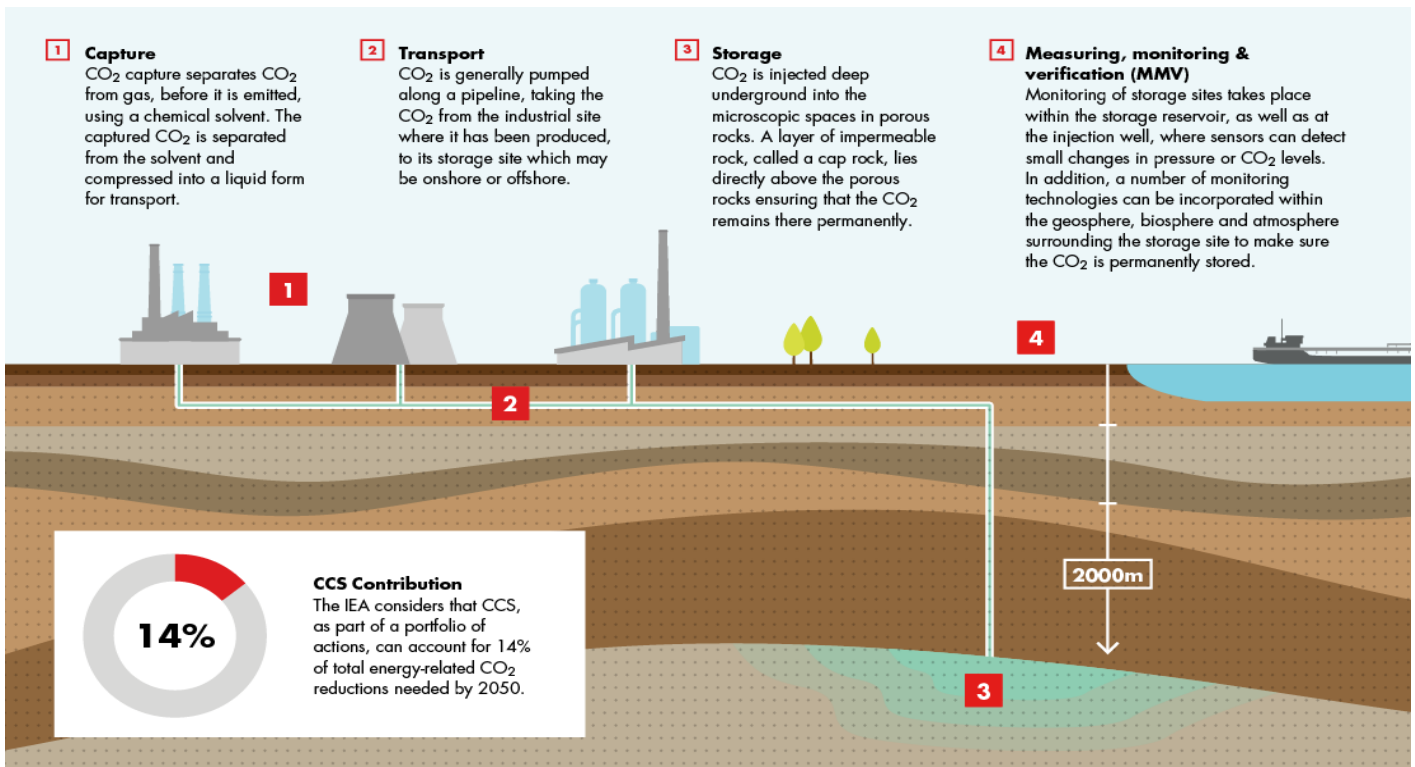 1 Capture
CO₂ capture separates CO₂
from gas, before it is emitted,
using a chemical solvent. The
captured CO₂ is separated
from the solvent and
compressed into a liquid form
for transport.
2 Transport
CO₂ is generally pumped
along a pipeline, taking the
CO₂ from the industrial site
where it has been produced,
to its storage site which may
be onshore or offshore.
3 Storage
CO₂ is injected deep
underground into the
microscopic spaces in porous
rocks. A layer of impermeable
rock, called a cap rock, lies
directly above the porous
rocks ensuring that the CO₂
remains there permanently.
4 Measuring, monitoring &
verification (MMV)
Monitoring of storage sites takes place
within the storage reservoir, as well as at
the injection well, where sensors can detect
small changes in pressure or CO₂ levels.
In addition, a number of monitoring
technologies can be incorporated within
the geosphere, biosphere and atmosphere
surrounding the storage site to make sure
the CO₂ is permanently stored.
1
4
2
2000m
3
14%
CCS Contribution
The IEA considers that CCS,
as part of a portfolio of
actions, can account for 14%
of total energy-related CO₂
reductions needed by 2050.